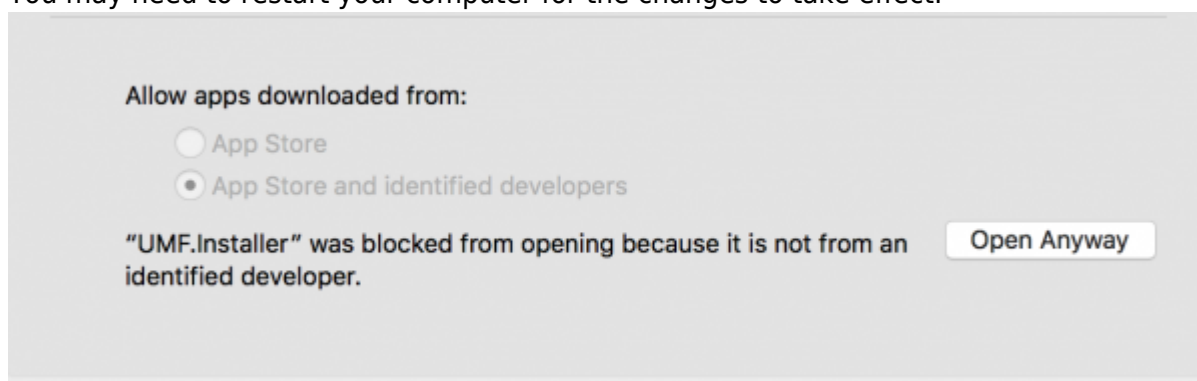 You may need to restart your computer for the changes to take effect.
Allow apps downloaded from:
App Store
App Store and identified developers
“UMF.Installer” was blocked from opening because it is not from an
Open Anyway
identified developer.